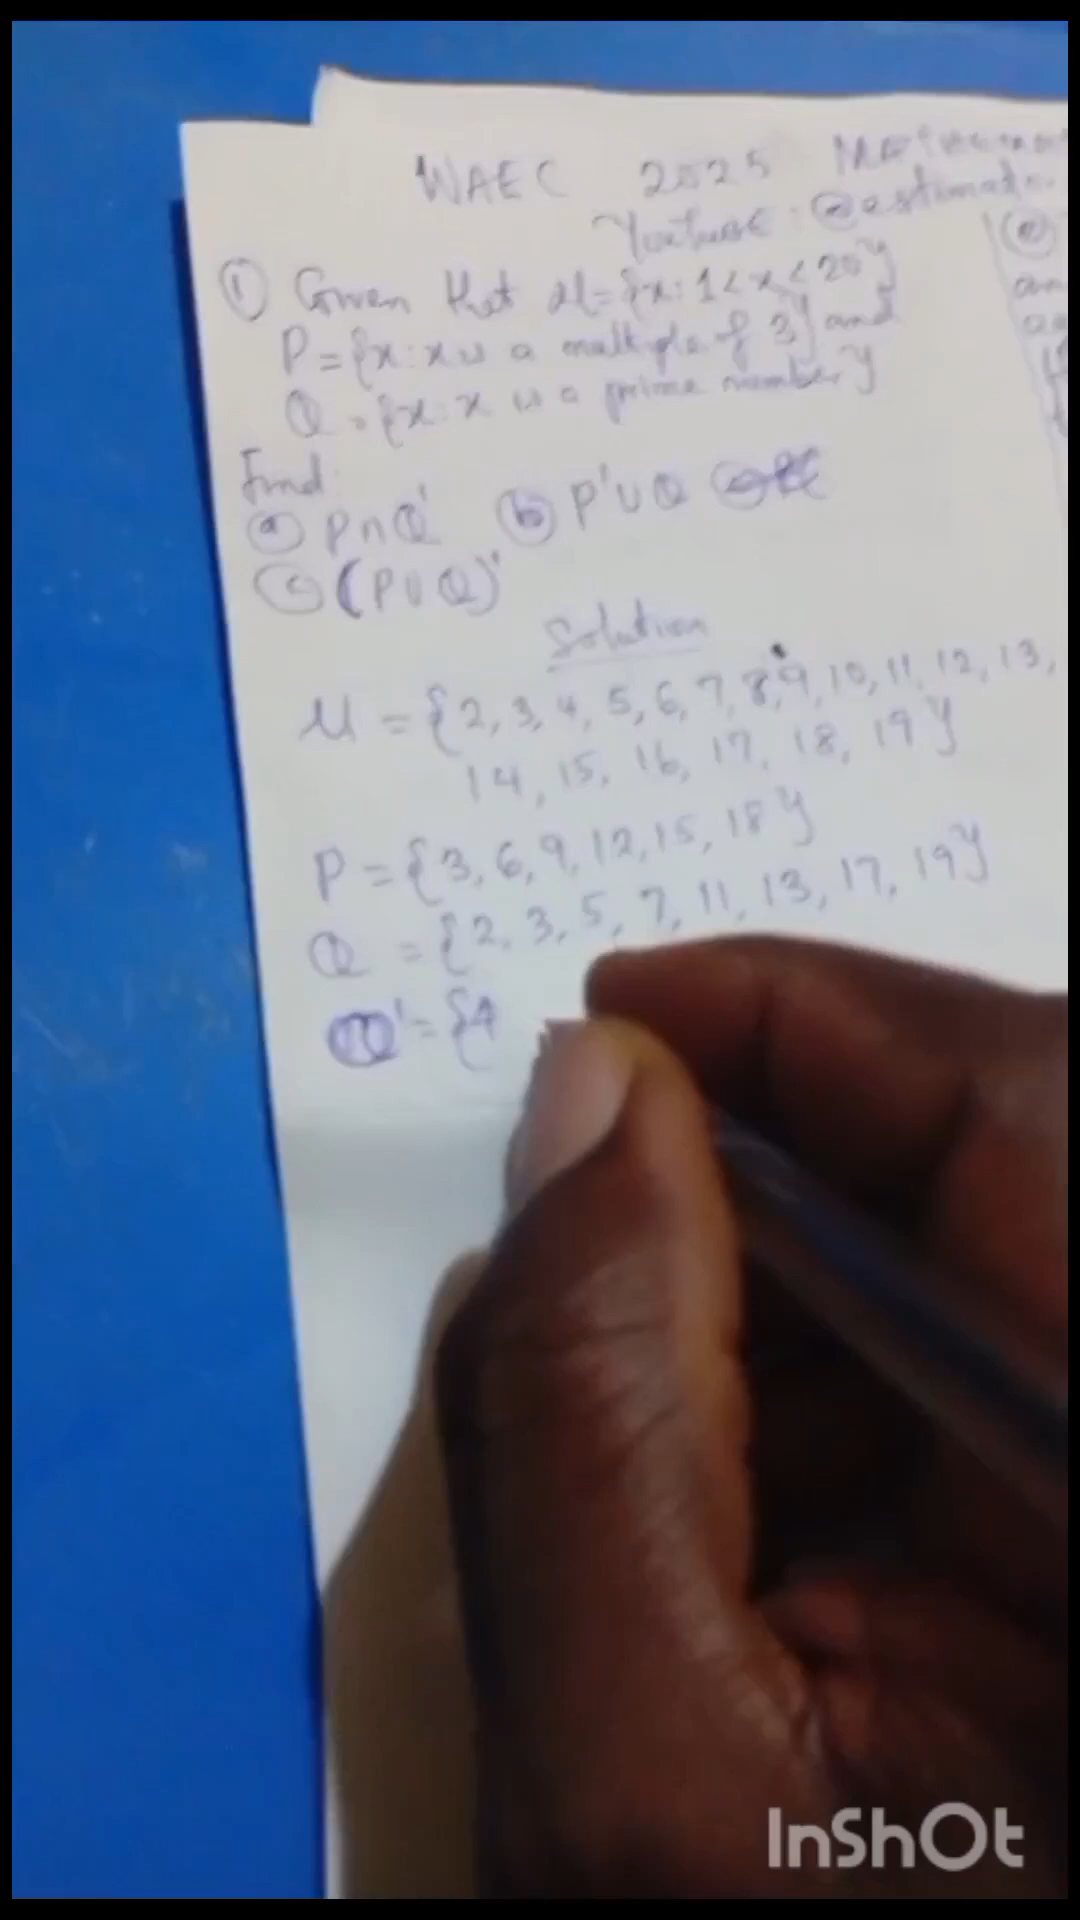 WAEC 2025
Youtube: @estimate
① Given that U={x: 1<x<20}
P={x: x is a multiple of 3} and
Q={x: x is a prime number}
Find:
ⓐ P∩Q' ⓑ P'∪Q
ⓒ (P∪Q)'
Solution
U = {2, 3, 4, 5, 6, 7, 8, 9, 10, 11, 12, 13,
14, 15, 16, 17, 18, 19}
P = {3, 6, 9, 12, 15, 18}
Q = {2, 3, 5, 7, 11, 13, 17, 19}
Q' = {4
InShOt